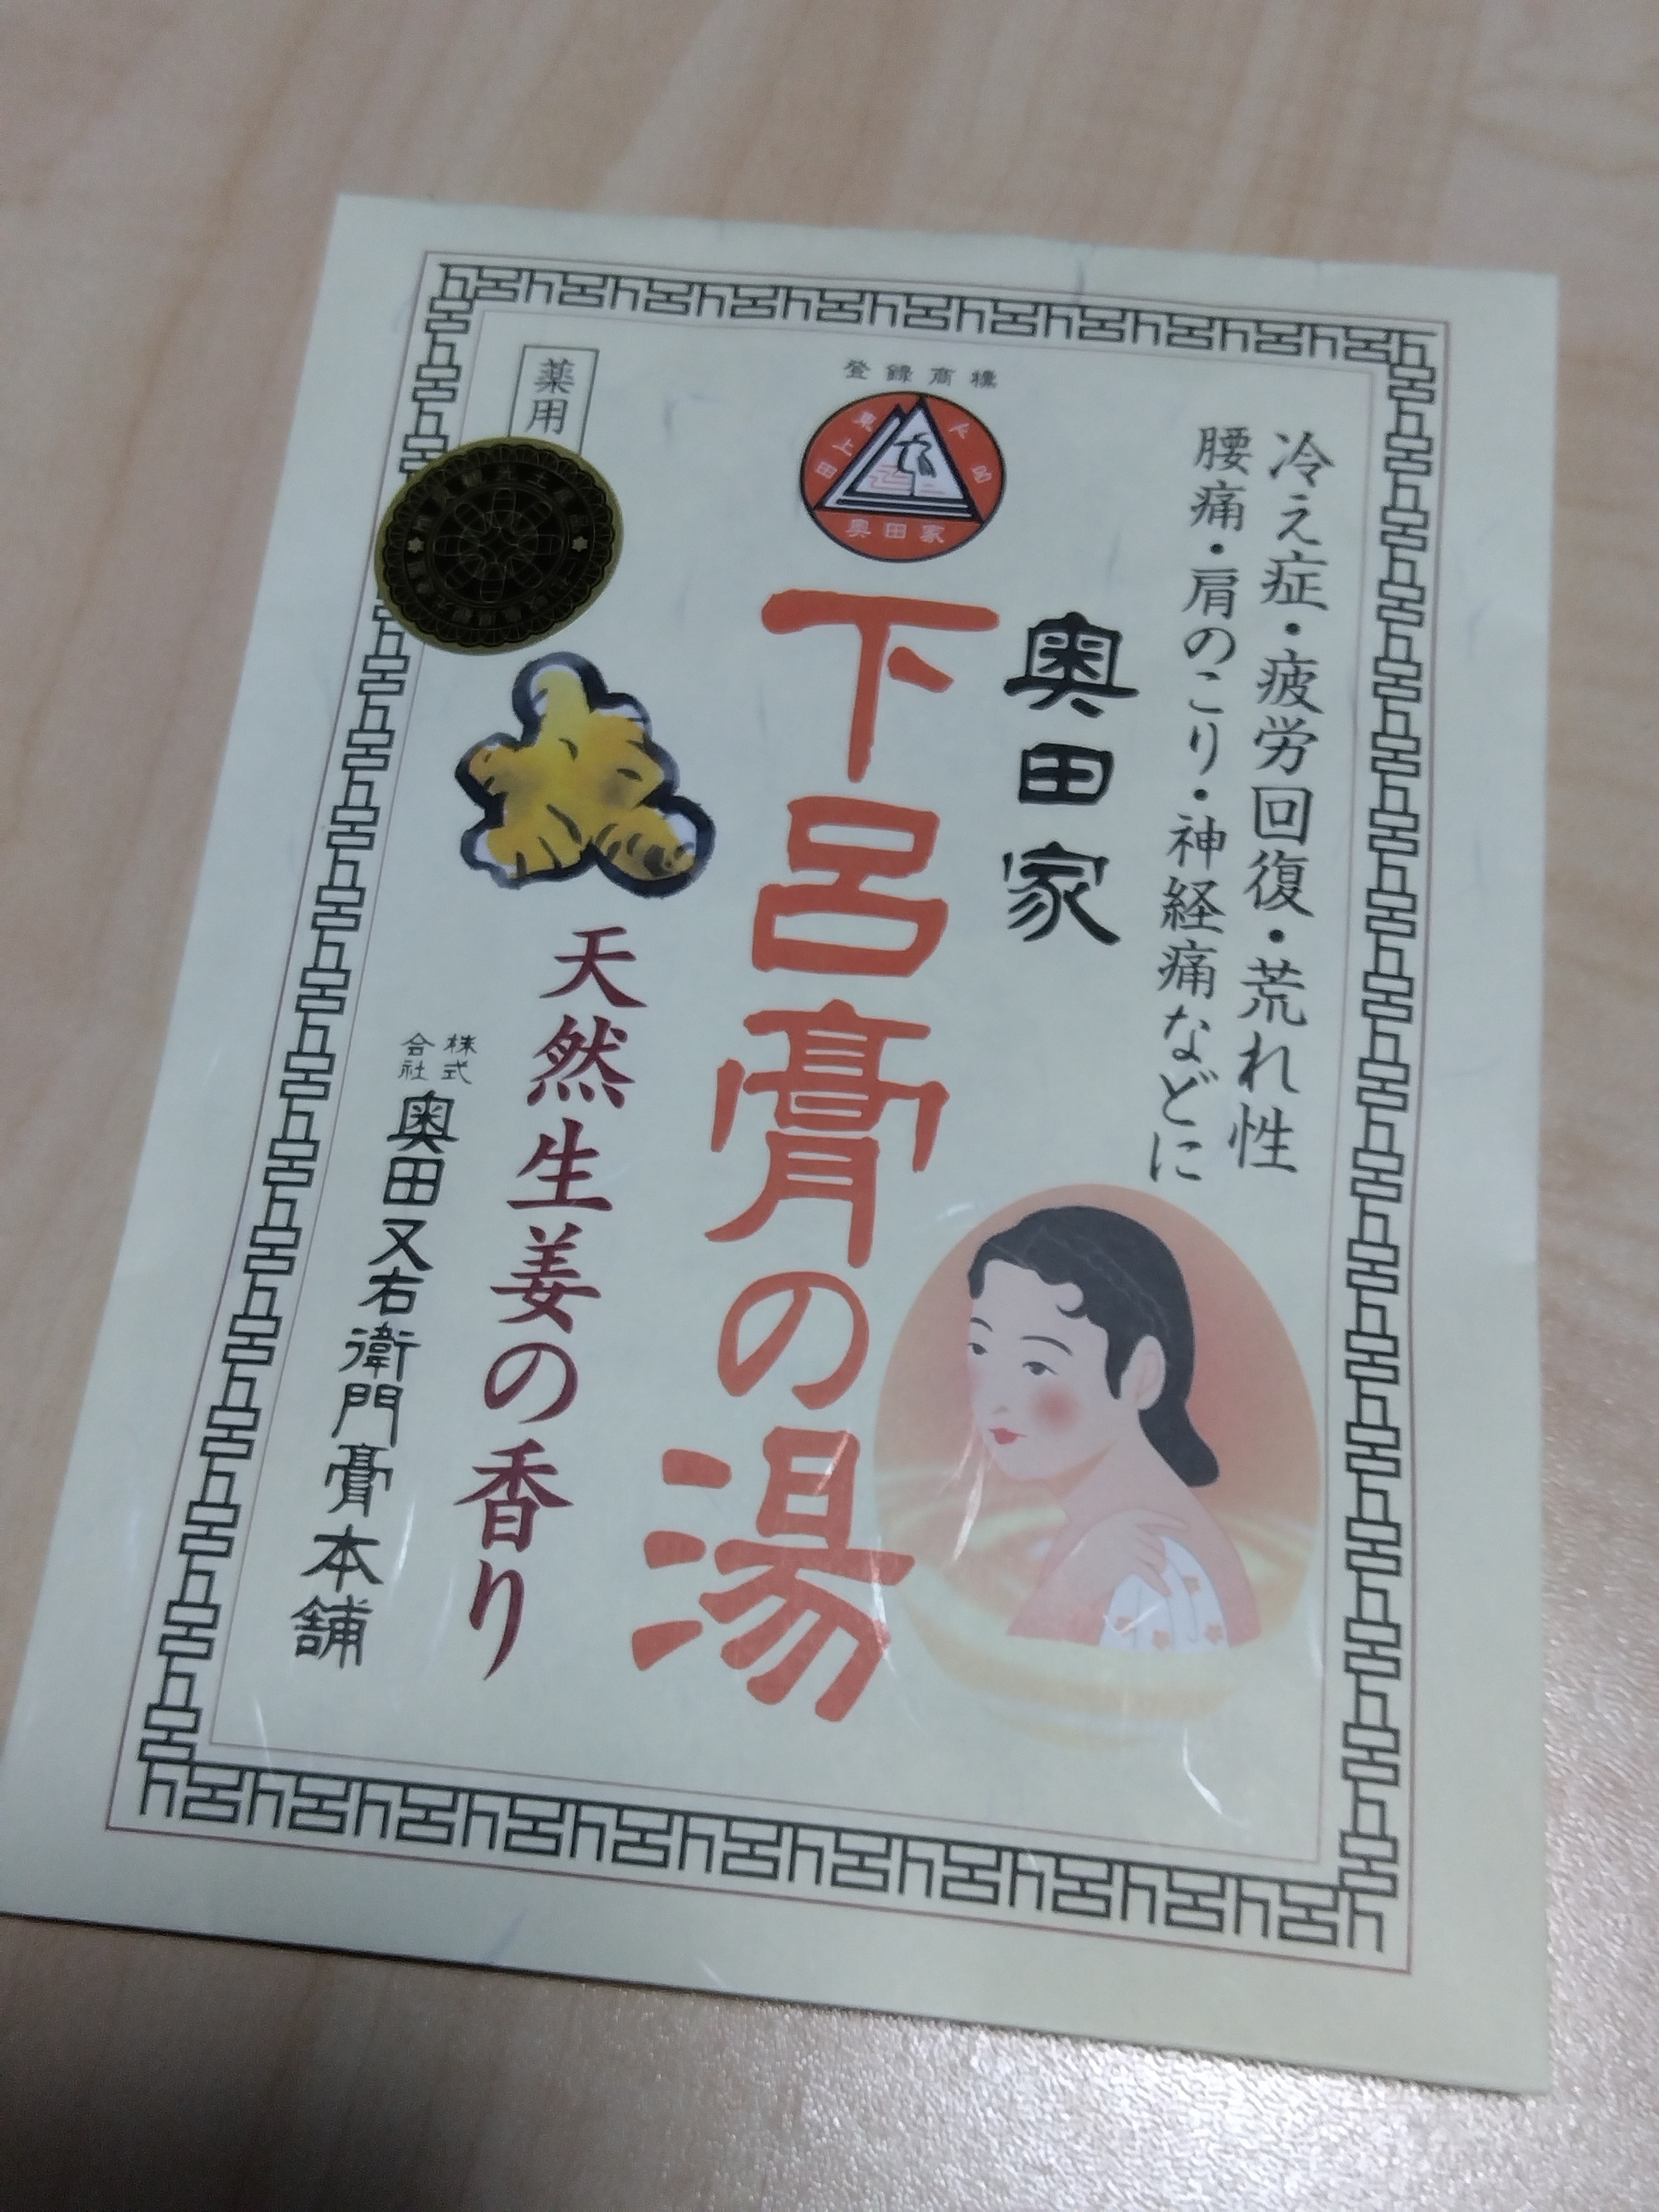 冷え症・疲労回復・荒れ性
腰痛・肩のこり・神経痛などに
登録商標
奥田家
奥田家
下呂膏の湯
薬用
天然生姜の香り
株式会社
奥田又右衛門膏本舗